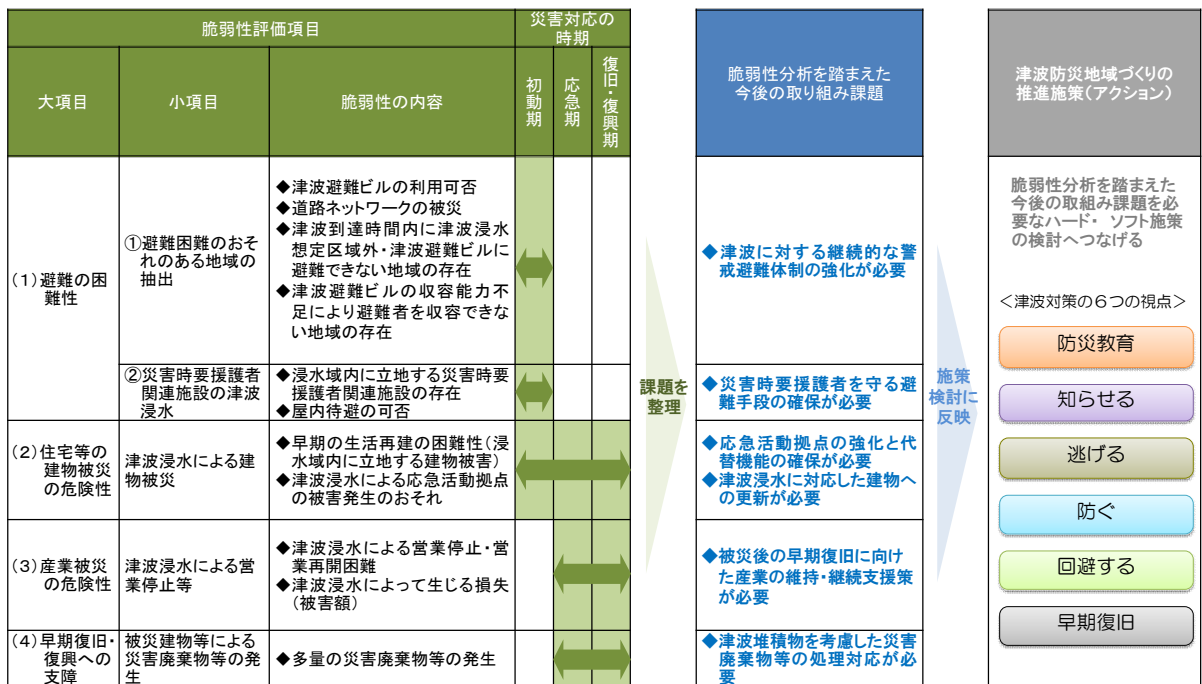 脆弱性評価項目
災害対応の
時期
大項目
小項目
脆弱性の内容
初動期
応急期
復旧・復興期
(1)避難の困
難性
①避難困難のおそ
れのある地域の
抽出
◆津波避難ビルの利用可否
◆道路ネットワークの被災
◆津波到達時間内に津波浸水
想定区域外・津波避難ビルに
避難できない地域の存在
◆津波避難ビルの収容能力不
足により避難者を収容できな
い地域の存在
②災害時要援護者
関連施設の津波
浸水
◆浸水域内に立地する災害時要
援護者関連施設の存在
◆屋内待避の可否
(2)住宅等の
建物被災
の危険性
津波浸水による建
物被災
◆早期の生活再建の困難性(浸
水域内に立地する建物被害)
◆津波浸水による応急活動拠点
の被害発生のおそれ
(3)産業被災
の危険性
津波浸水による営
業停止等
◆津波浸水による営業停止・営
業再開困難
◆津波浸水によって生じる損失
(被害額)
(4)早期復旧・
復興への
支障
被災建物等による
災害廃棄物等の発
生
◆多量の災害廃棄物等の発生
課題を
整理
脆弱性分析を踏まえた
今後の取り組み課題
◆津波に対する継続的な警
戒避難体制の強化が必要
◆災害時要援護者を守る避
難手段の確保が必要
◆応急活動拠点の強化と代
替機能の確保が必要
◆津波浸水に対応した建物へ
の更新が必要
◆被災後の早期復旧に向け
た産業の維持・継続支援策
が必要
◆津波堆積物を考慮した災害
廃棄物等の処理対応が必
要
施策
検討に
反映
津波防災地域づくりの
推進施策(アクション)
脆弱性分析を踏まえた
今後の取組み課題を必
要なハード・ ソフト施策
の検討へつなげる
<津波対策の6つの視点>
防災教育
知らせる
逃げる
防ぐ
回避する
早期復旧